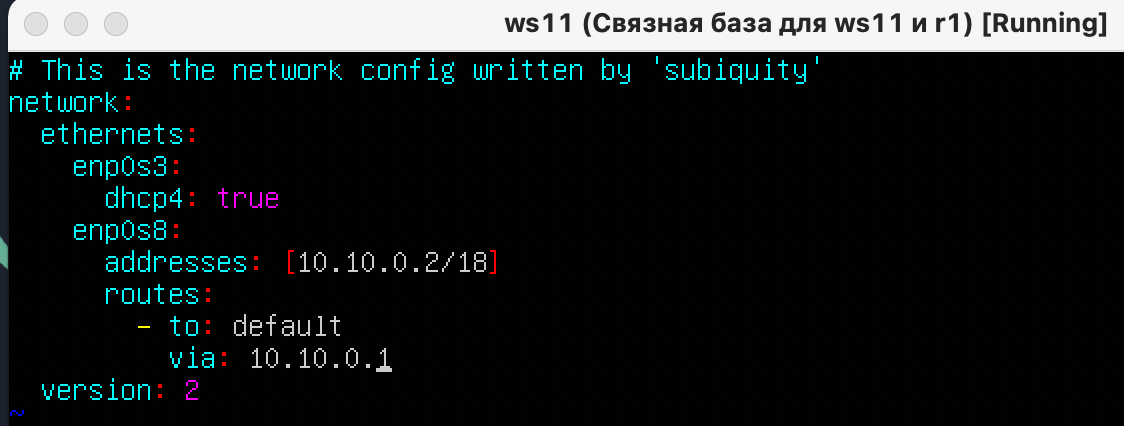 ws11 (Связная база для ws11 и r1) [Running]
# This is the network config written by 'subiquity'
network:
  ethernets:
    enp0s3:
      dhcp4: true
    enp0s8:
      addresses: [10.10.0.2/18]
      routes:
        - to: default
          via: 10.10.0.1
  version: 2
~